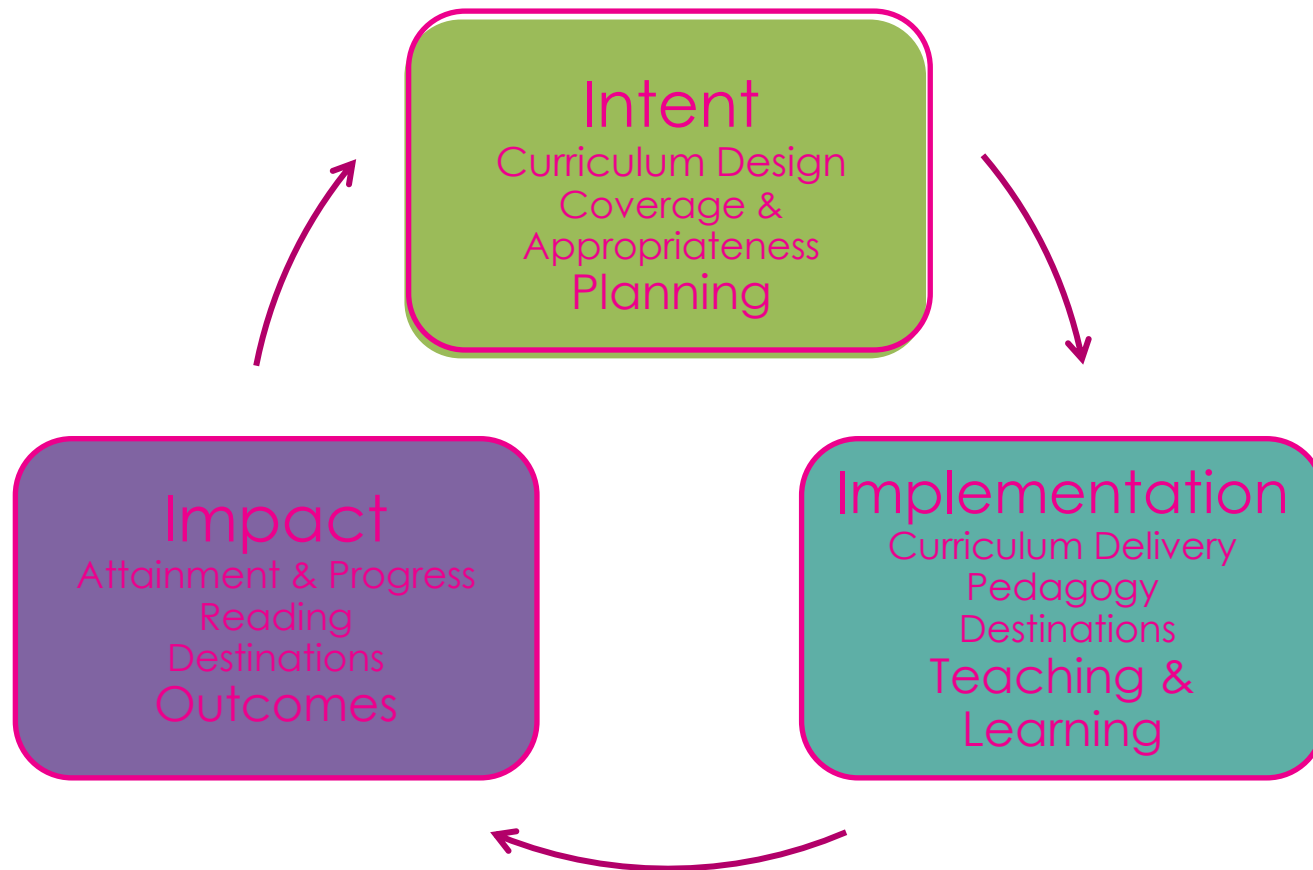 Intent
Curriculum Design
Coverage &
Appropriateness
Planning
Impact
Attainment & Progress
Reading
Destinations
Outcomes
Implementation
Curriculum Delivery
Pedagogy
Destinations
Teaching &
Learning